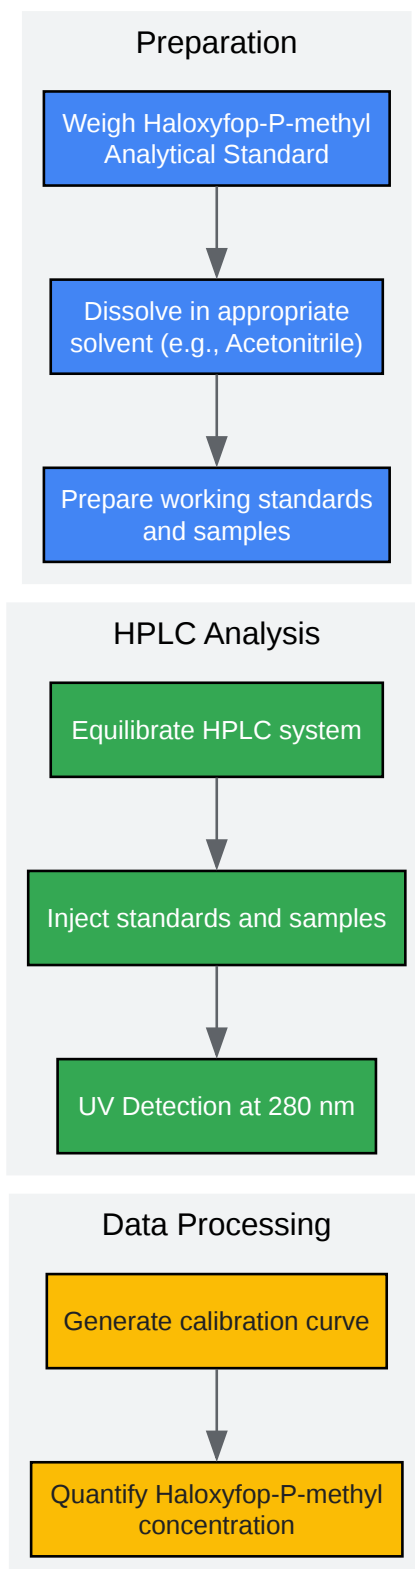 Preparation
Weigh Haloxyfop-P-methyl
Analytical Standard
Dissolve in appropriate
solvent (e.g., Acetonitrile)
Prepare working standards
and samples
HPLC Analysis
Equilibrate HPLC system
Inject standards and samples
UV Detection at 280 nm
Data Processing
Generate calibration curve
Quantify Haloxyfop-P-methyl
concentration